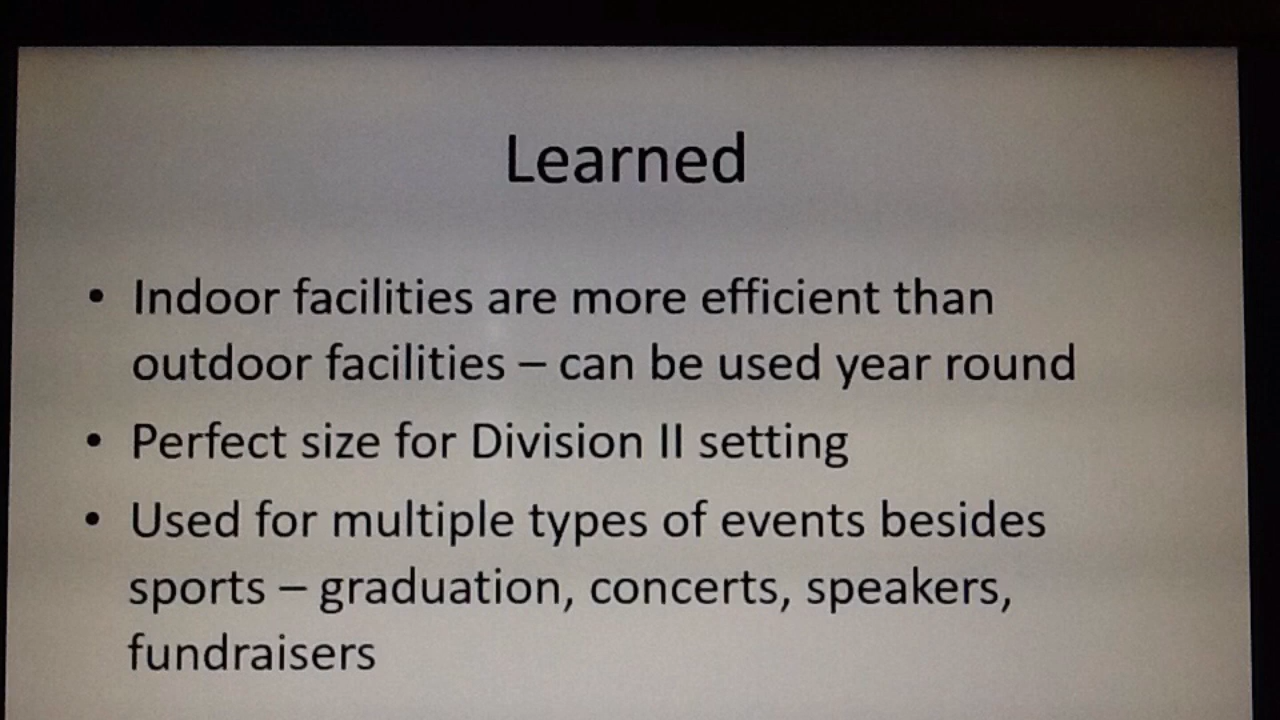 Learned
• Indoor facilities are more efficient than
outdoor facilities – can be used year round
• Perfect size for Division II setting
• Used for multiple types of events besides
sports – graduation, concerts, speakers,
fundraisers